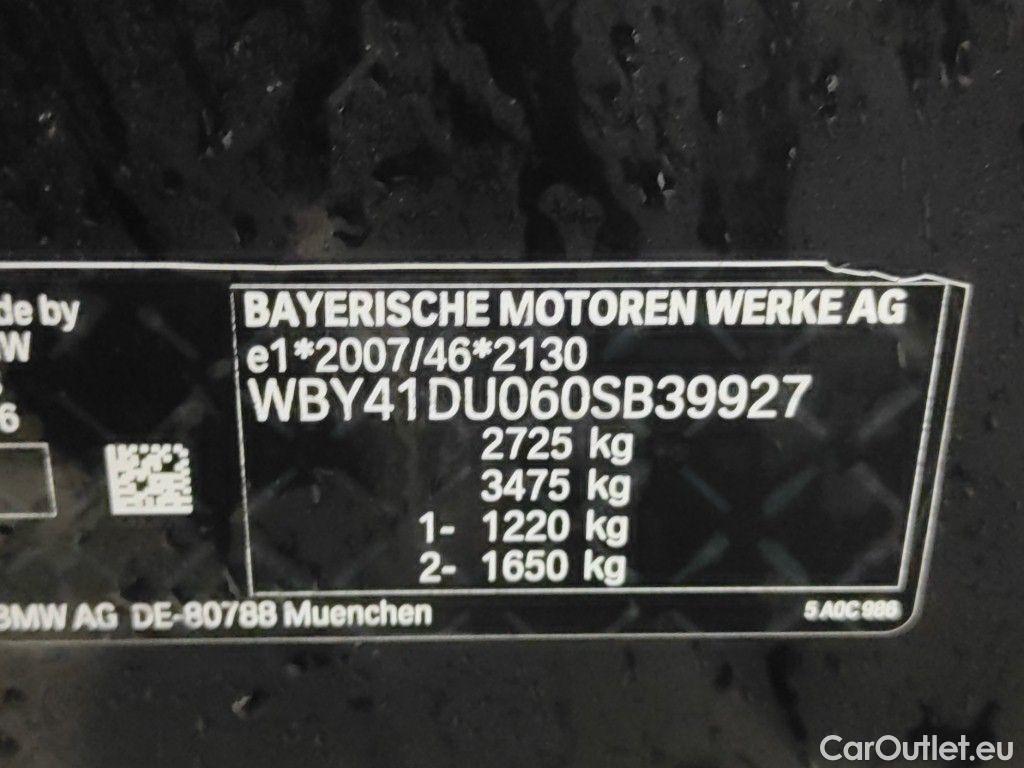 de by
W
6
BAYERISCHE MOTOREN WERKE AG
e1*2007/46*2130
WBY41DU060SB39927
2725 kg
3475 kg
1- 1220 kg
2- 1650 kg
BMW AG DE-80788 Muenchen
5 A0C 986
CarOutlet.eu